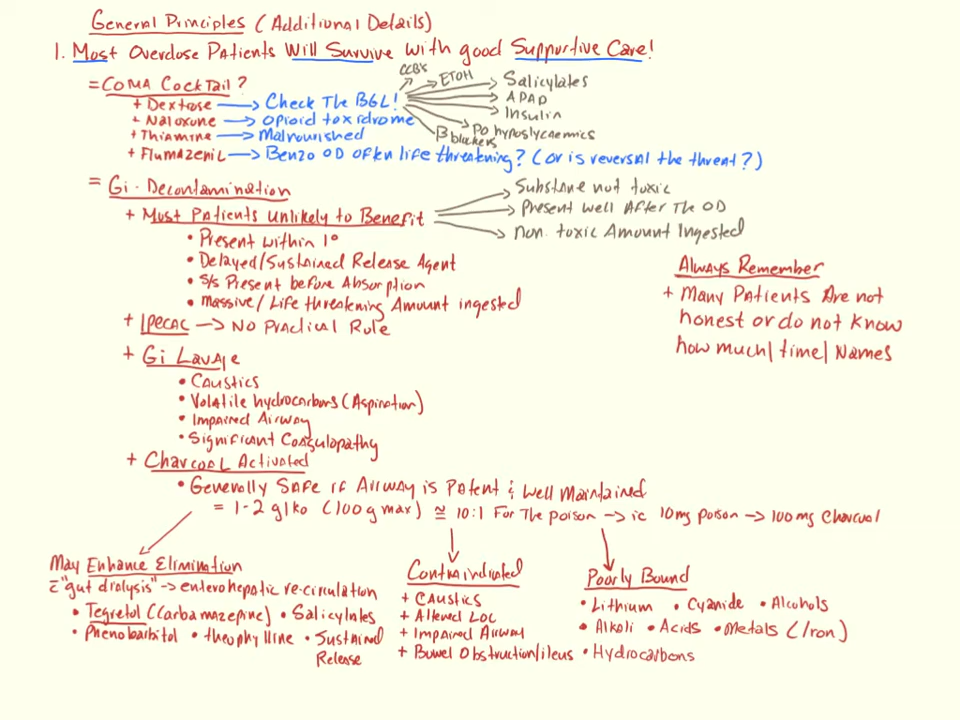 General Principles (Additional Details)
1. Most Overdose Patients Will Survive with good Supportive Care!
= Coma Cocktail?
+ Dextrose → Check The BGL!
CCB's
ETOH
Salicylates
APAD
Insulin
PO hypoglycaemics
β blockers
+ Naloxone → Opioid toxidrome
+ Thiamine → Malnourished
+ Flumazenil → Benzo OD often life threatening? (or is reversal the threat?)
= Gi. Decontamination
+ Most Patients Unlikely to Benefit
Substance not toxic
Present well After The OD
Non. toxic Amount Ingested
• Present within 1°
• Delayed/Sustained Release Agent
• S/s Present before Absorption
• Massive/Life threatening Amount ingested
+ Ipecac → No Practical Role
+ Gi Lavage
• Caustics
• Volatile hydrocarbons (Aspiration)
• Impaired Airway
• Significant Coagulopathy
+ Charcoal Activated
• Generally Safe if Airway is Patent & Well Maintained
= 1-2 g/kg (100g max) ≅ 10:1 For The poison → ie 10mg Poison → 100mg Charcoal
Always Remember
+ Many Patients Are not
honest or do not know
how much/time/Names
May Enhance Elimination
c̄ "gut dialysis" → enterohepatic re-circulation
• Tegretol (Carbamazepine) • Salicylates
• Phenobarbitol • theophylline • Sustained
Release
Contraindicated
+ Caustics
+ Altered LOC
+ Impaired Airway
+ Bowel Obstruction/ileus
Poorly Bound
• Lithium • Cyanide • Alcohols
• Alkali • Acids • Metals (Iron)
• Hydrocarbons